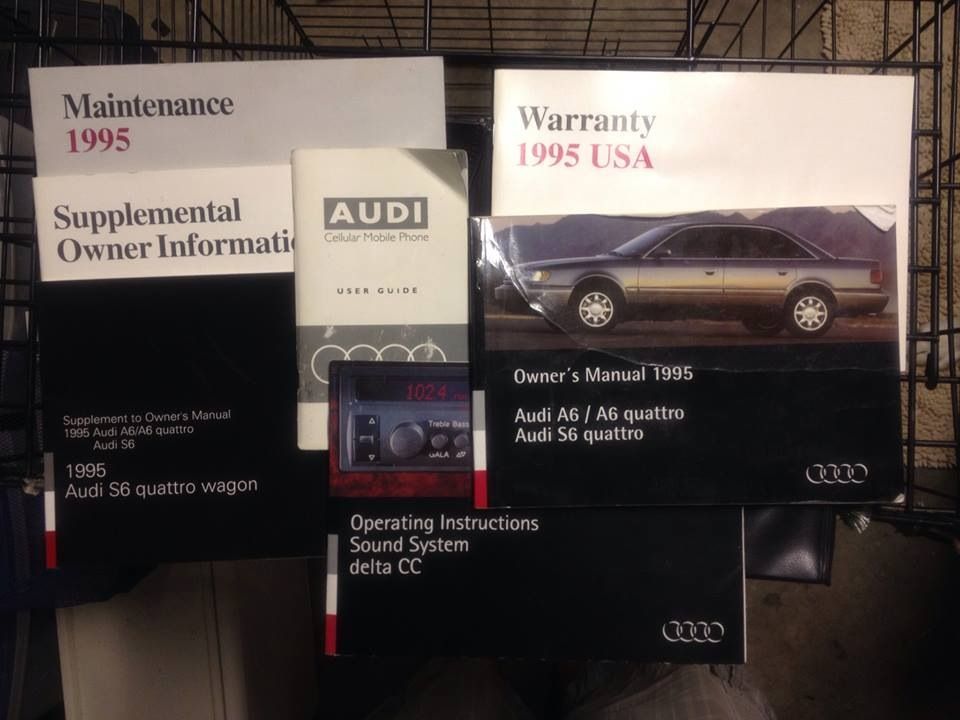 Maintenance
1995
Supplemental
Owner Informati
Supplement to Owner's Manual
1995 Audi A6/A6 quattro
Audi S6
1995
Audi S6 quattro wagon
AUDI
Cellular Mobile Phone
USER GUIDE
1024
Treble Bass
GALA
Operating Instructions
Sound System
delta CC
Warranty
1995 USA
Owner's Manual 1995
Audi A6 / A6 quattro
Audi S6 quattro